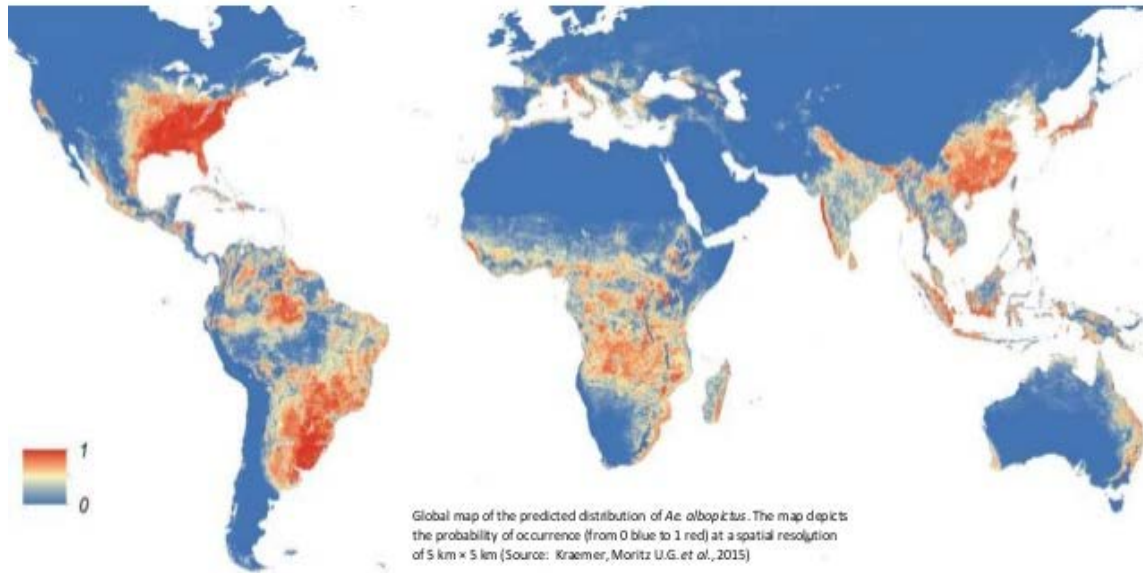 1
0
Global map of the predicted distribution of Ae. albopictus. The map depicts
the probability of occurrence (from 0 blue to 1 red) at a spatial resolution
of 5 km × 5 km (Source: Kraemer, Moritz U.G. et al., 2015)